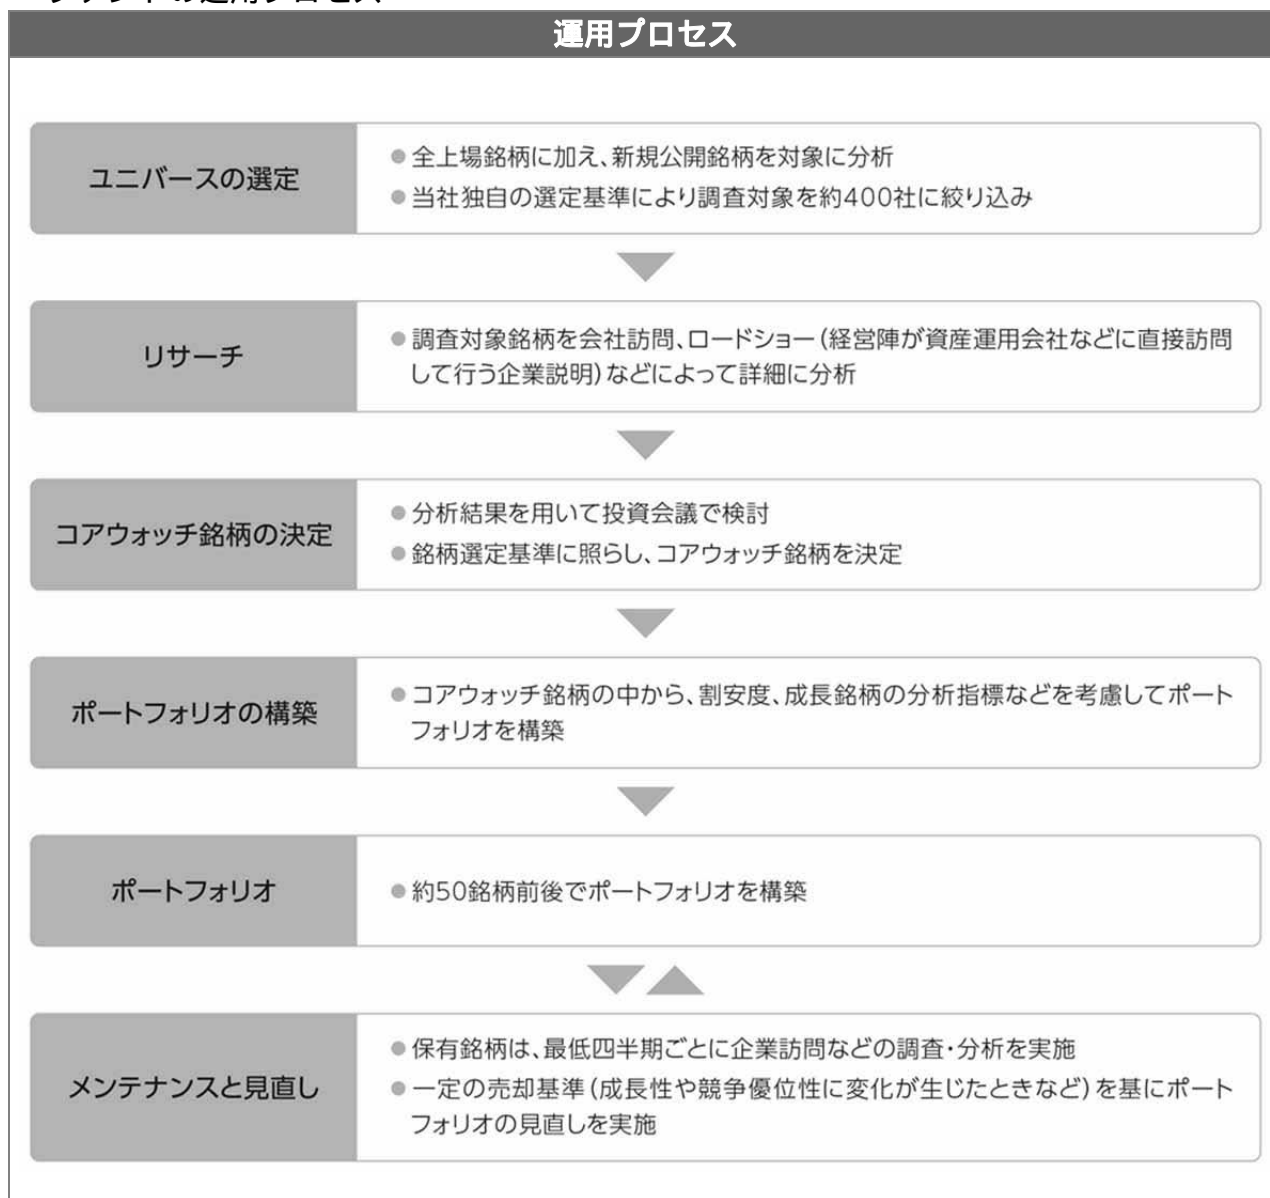 運用プロセス
ユニバースの選定
●全上場銘柄に加え、新規公開銘柄を対象に分析
●当社独自の選定基準により調査対象を約400社に絞り込み
リサーチ
●調査対象銘柄を会社訪問、ロードショー(経営陣が資産運用会社などに直接訪問
して行う企業説明)などによって詳細に分析
コアウォッチ銘柄の決定
●分析結果を用いて投資会議で検討
●銘柄選定基準に照らし、コアウォッチ銘柄を決定
ポートフォリオの構築
●コアウォッチ銘柄の中から、割安度、成長銘柄の分析指標などを考慮してポート
フォリオを構築
ポートフォリオ
●約50銘柄前後でポートフォリオを構築
メンテナンスと見直し
●保有銘柄は、最低四半期ごとに企業訪問などの調査・分析を実施
●一定の売却基準(成長性や競争優位性に変化が生じたときなど)を基にポート
フォリオの見直しを実施